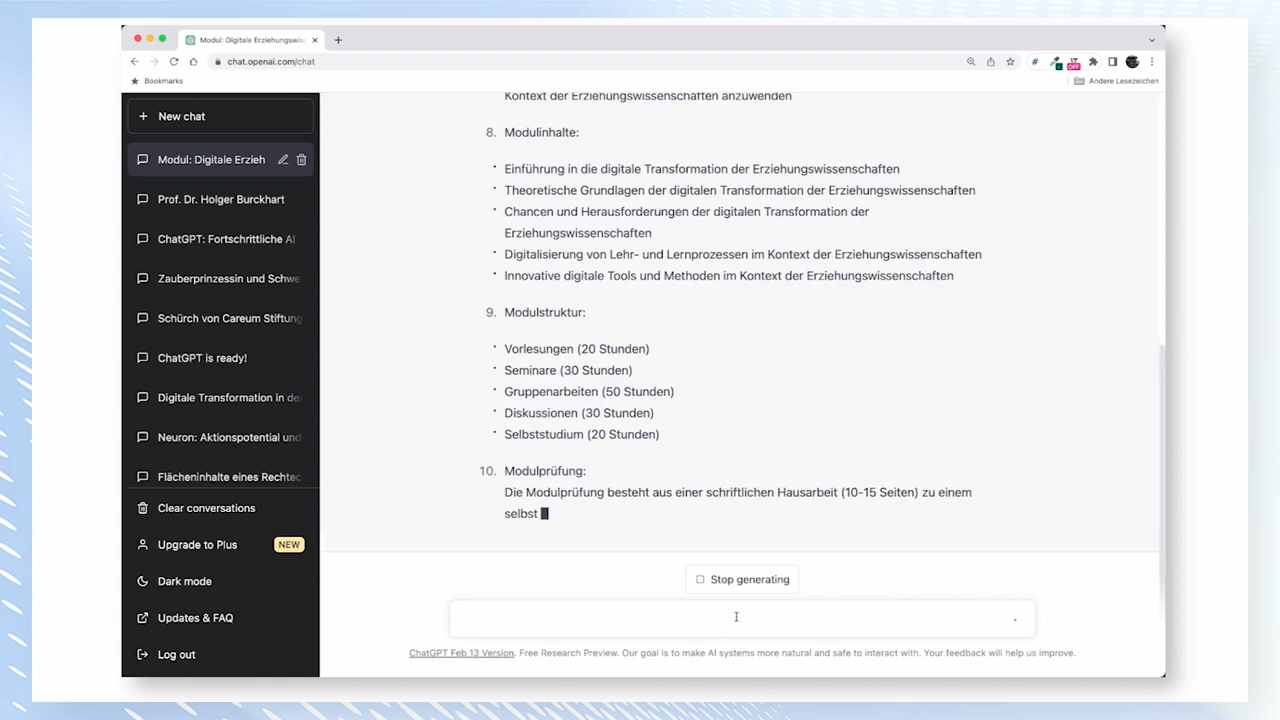 Modul: Digitale Erziehungswis
chat.openai.com/chat
OFF
Bookmarks
Andere Lesezeichen
New chat
Modul: Digitale Erzieh
Prof. Dr. Holger Burckhart
ChatGPT: Fortschrittliche AI
Zauberprinzessin und Schwe
Schürch von Careum Stiftung
ChatGPT is ready!
Digitale Transformation in de
Neuron: Aktionspotential und
Flächeninhalte eines Rechtec
Clear conversations
Upgrade to Plus NEW
Dark mode
Updates & FAQ
Log out
Kontext der Erziehungswissenschaften anzuwenden
8. Modulinhalte:
· Einführung in die digitale Transformation der Erziehungswissenschaften
· Theoretische Grundlagen der digitalen Transformation der Erziehungswissenschaften
· Chancen und Herausforderungen der digitalen Transformation der
Erziehungswissenschaften
· Digitalisierung von Lehr- und Lernprozessen im Kontext der Erziehungswissenschaften
· Innovative digitale Tools und Methoden im Kontext der Erziehungswissenschaften
9. Modulstruktur:
· Vorlesungen (20 Stunden)
· Seminare (30 Stunden)
· Gruppenarbeiten (50 Stunden)
· Diskussionen (30 Stunden)
· Selbststudium (20 Stunden)
10. Modulprüfung:
Die Modulprüfung besteht aus einer schriftlichen Hausarbeit (10-15 Seiten) zu einem
selbst
Stop generating
ChatGPT Feb 13 Version. Free Research Preview. Our goal is to make AI systems more natural and safe to interact with. Your feedback will help us improve.